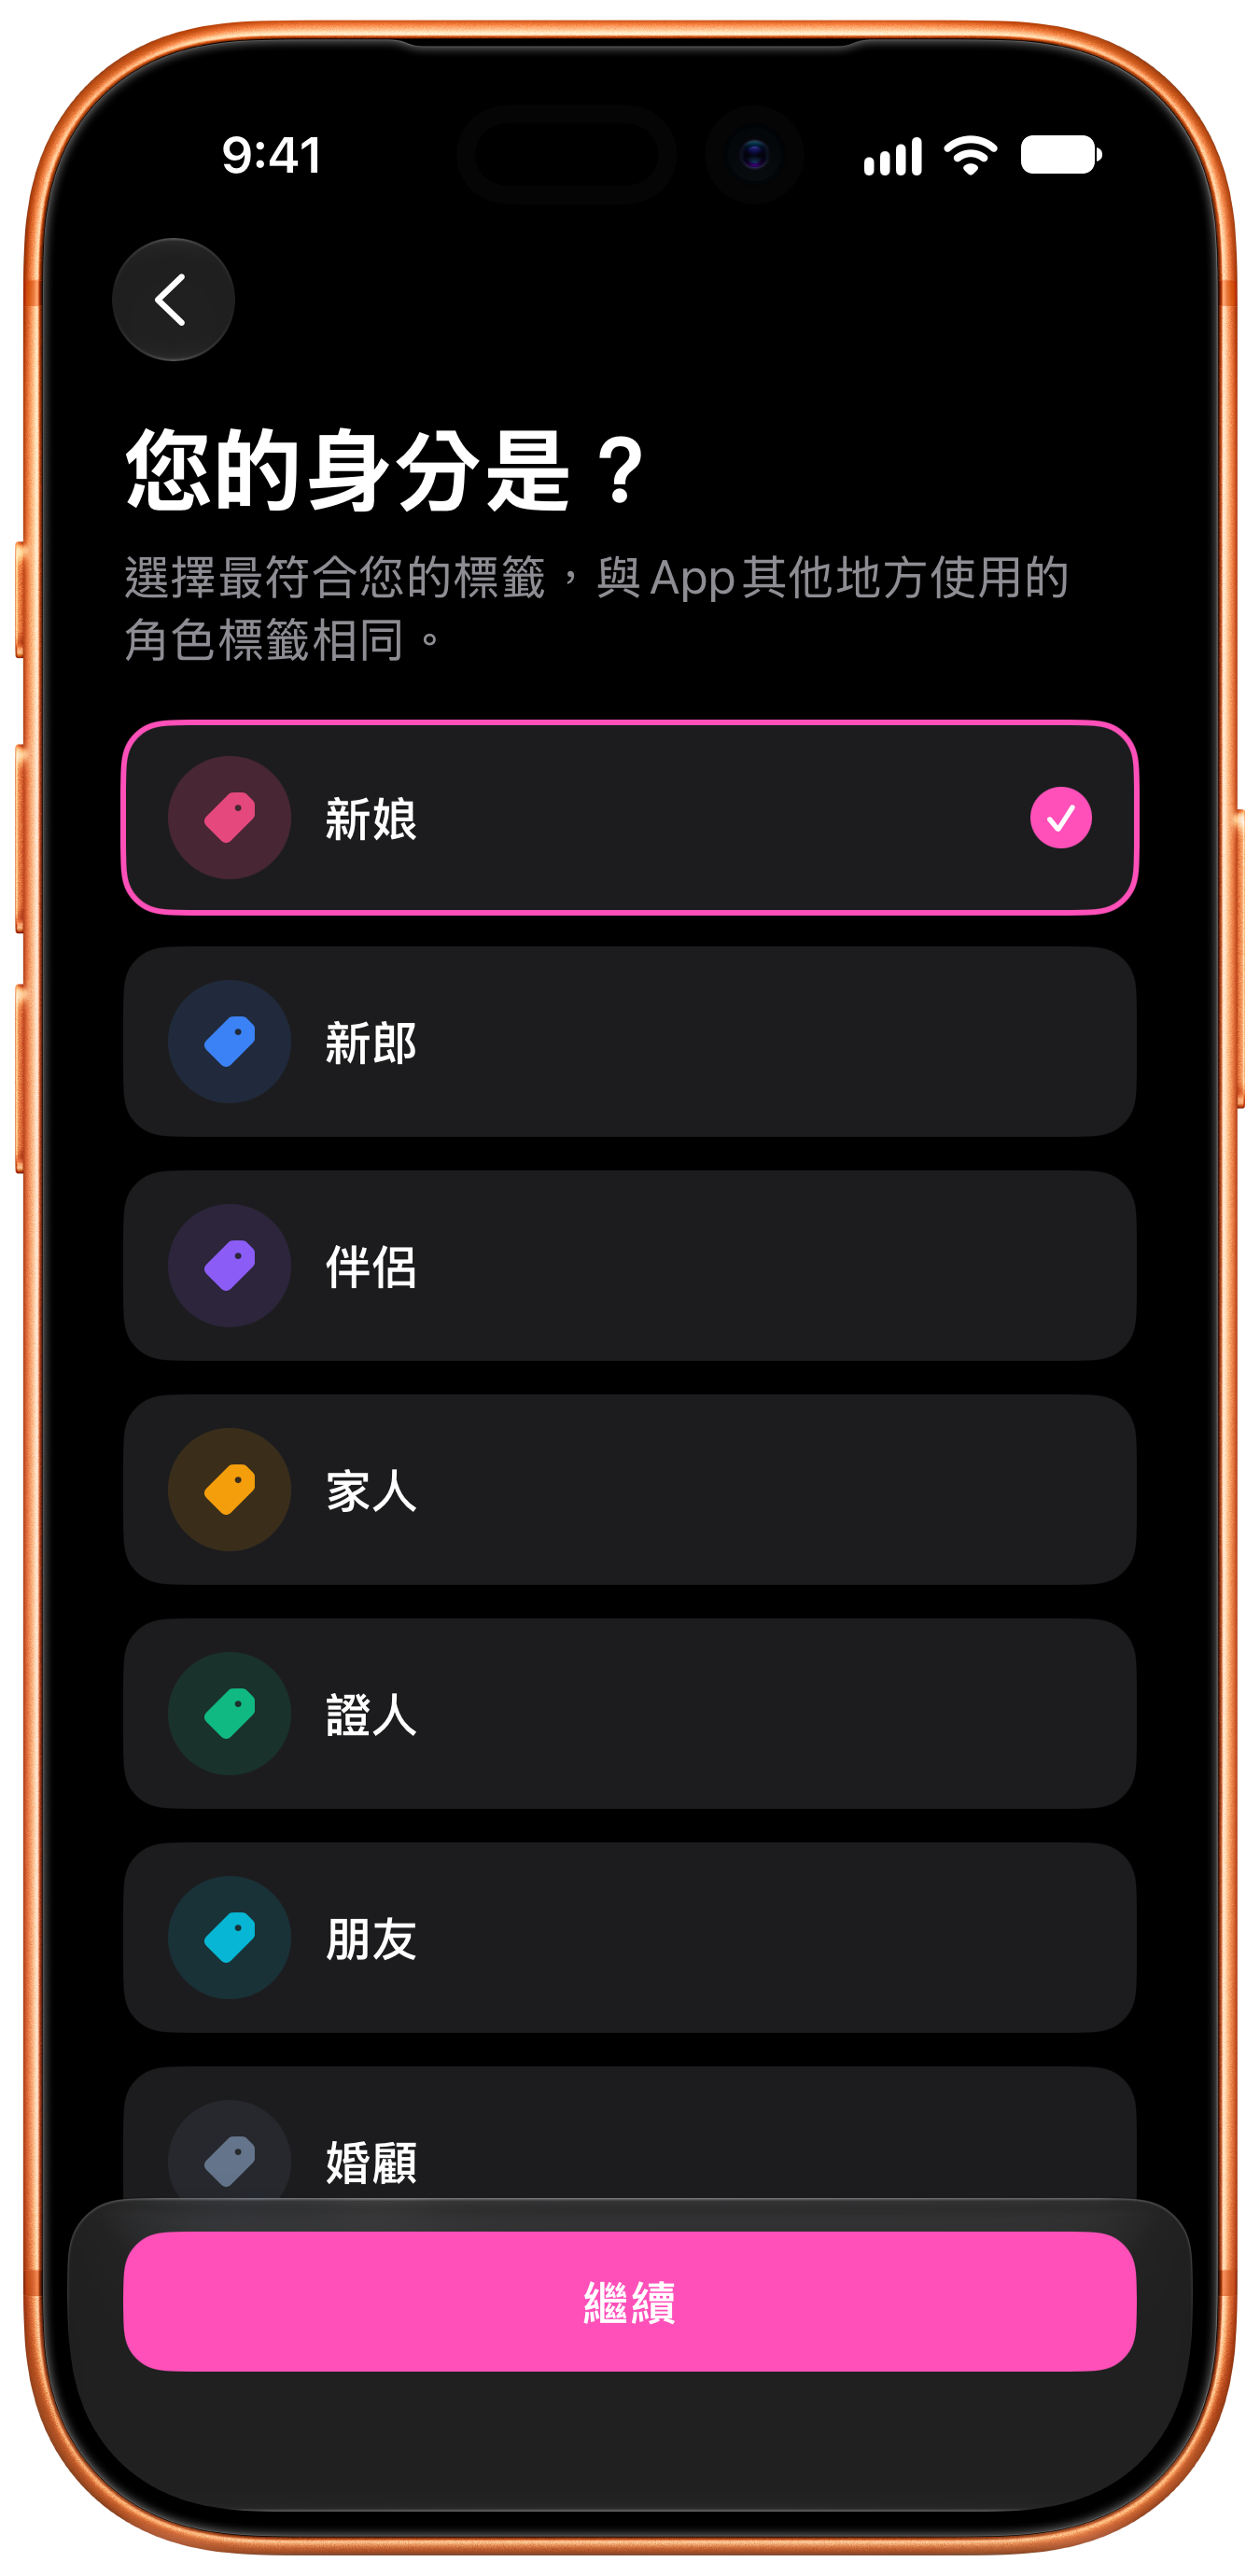 9:41
您的身分是？
選擇最符合您的標籤，與 App 其他地方使用的
角色標籤相同。
新娘
新郎
伴侶
家人
證人
朋友
婚顧
繼續